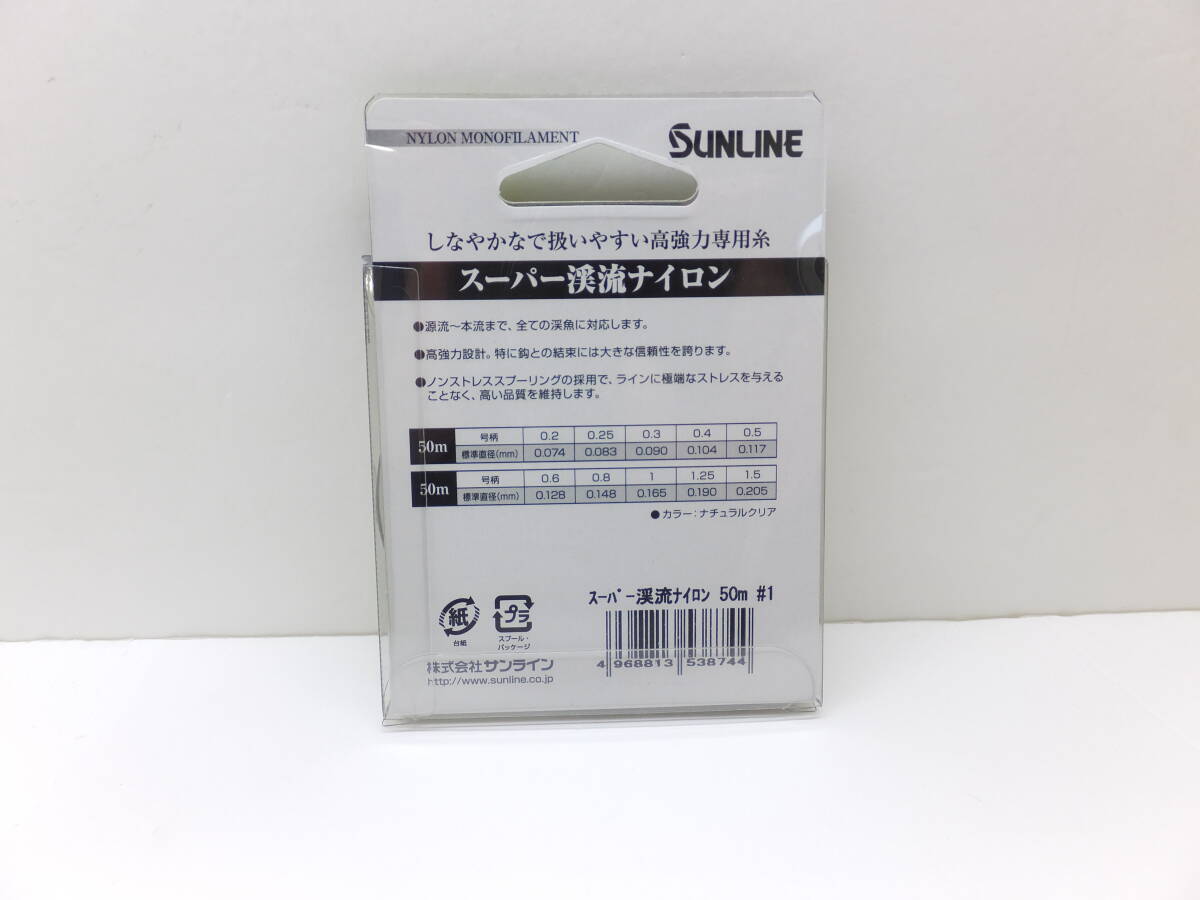 NYLON MONOFILAMENT
SUNLINE
しなやかなで扱いやすい高強力専用糸
スーパー渓流ナイロン
●源流～本流まで、全ての渓魚に対応します。
●高強力設計。特に鈎との結束には大きな信頼性を誇ります。
●ノンストレススプーリングの採用で、ラインに極端なストレスを与える
ことなく、高い品質を維持します。
50m 号柄 0.2 0.25 0.3 0.4 0.5
標準直径(mm) 0.074 0.083 0.090 0.104 0.117
50m 号柄 0.6 0.8 1 1.25 1.5
標準直径(mm) 0.128 0.148 0.165 0.190 0.205
●カラー：ナチュラルクリア
スーパー渓流ナイロン 50m #1
紙
台紙
プラ
スプール・
パッケージ
4 968813 538744
株式会社サンライン
http://www.sunline.co.jp